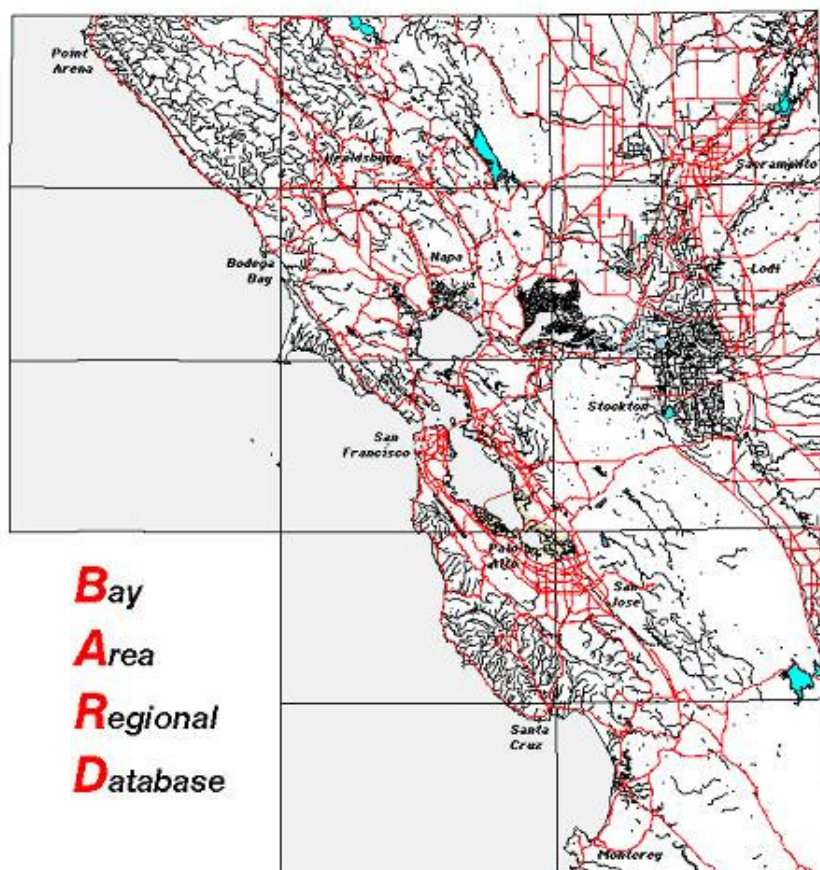 Point
Arena
Healdsburg
Sacramento
Bodega
Bay
Napa
Lodi
Stockton
San
Francisco
Palo
Alto
San
Jose
Santa
Cruz
Monterey
Bay
Area
Regional
Database